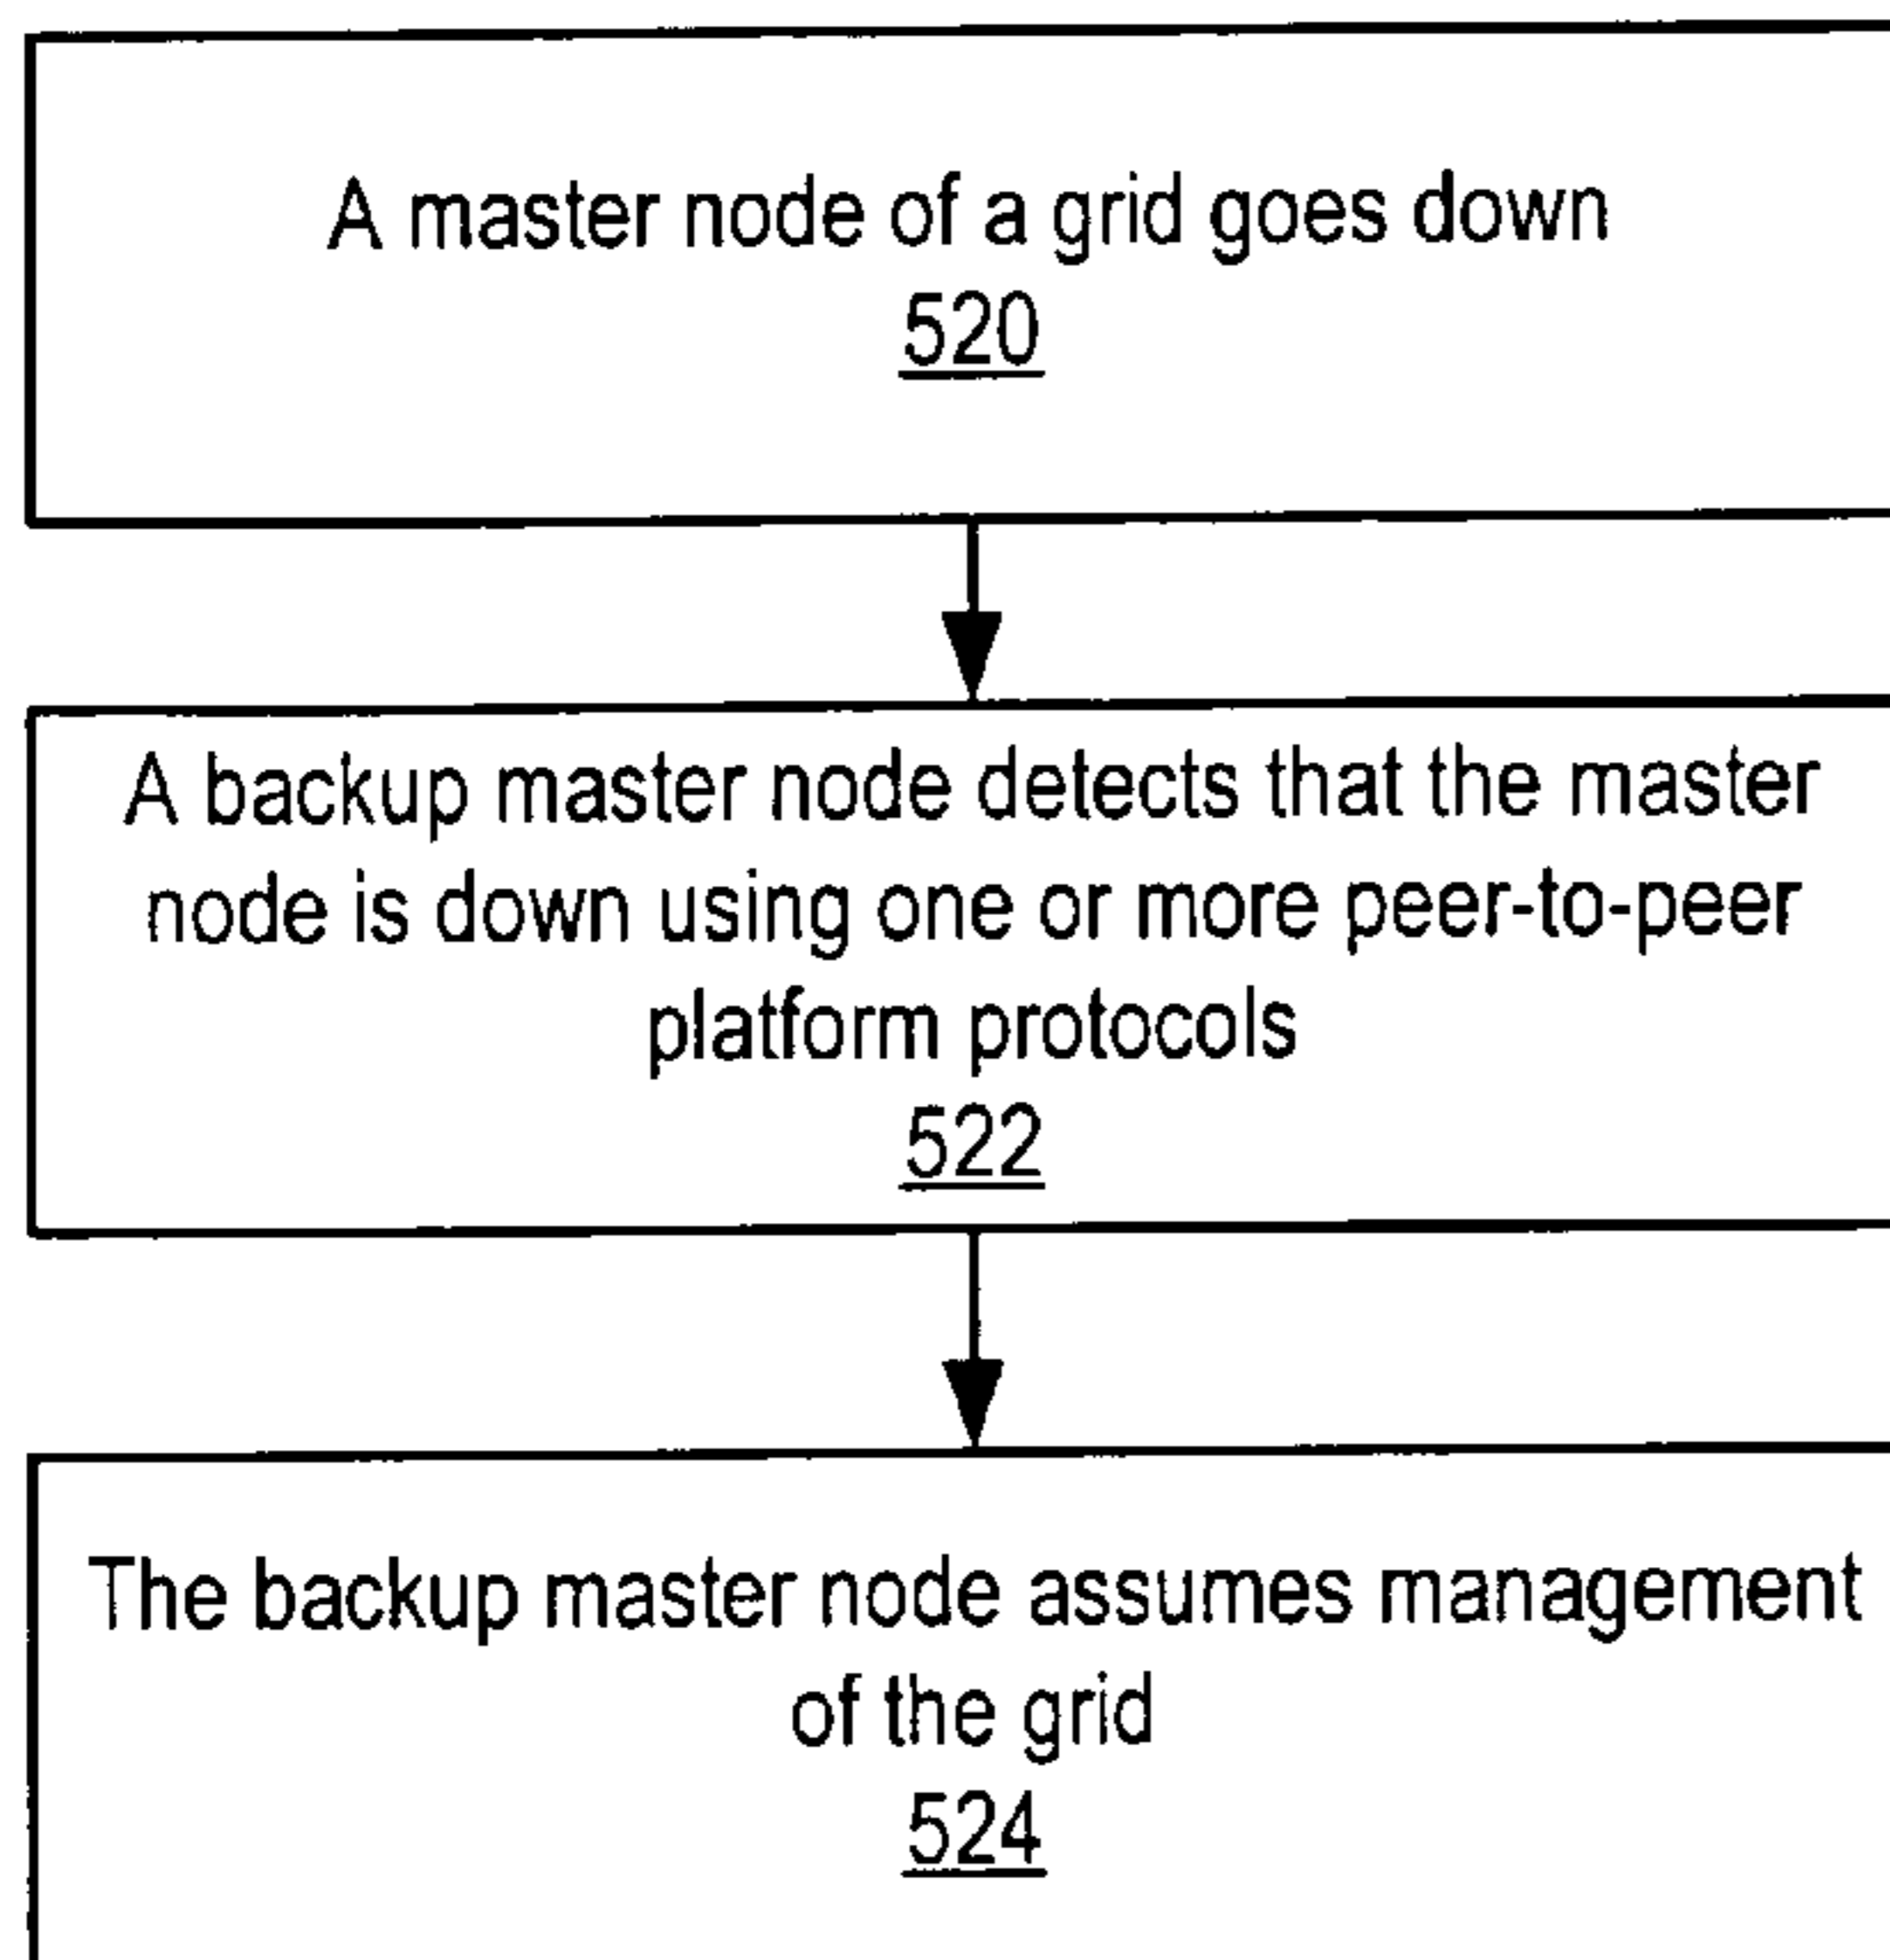 A master node of a grid goes down
520
A backup master node detects that the master
node is down using one or more peer-to-peer
platform protocols
522
The backup master node assumes management
of the grid
524